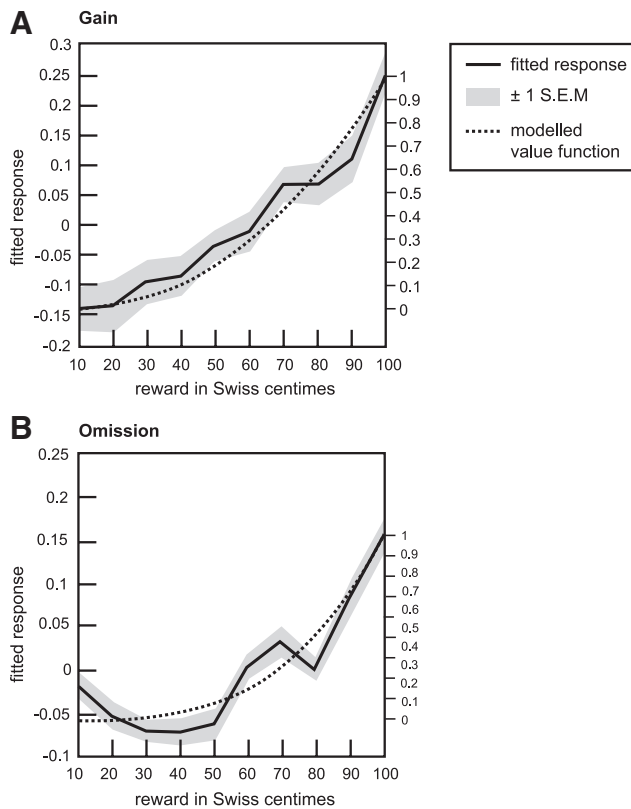 A
Gain
0.3
0.25
0.2
0.15
0.1
0.05
0
-0.05
-0.1
-0.15
-0.2
fitted response
1
0.9
0.8
0.7
0.6
0.5
0.4
0.3
0.2
0.1
0
10 20 30 40 50 60 70 80 90 100
reward in Swiss centimes
fitted response
± 1 S.E.M
modelled
value function
B
Omission
0.25
0.2
0.15
0.1
0.05
0
-0.05
-0.1
fitted response
1
0.9
0.8
0.7
0.6
0.5
0.4
0.3
0.2
0.1
0
10 20 30 40 50 60 70 80 90 100
reward in Swiss centimes